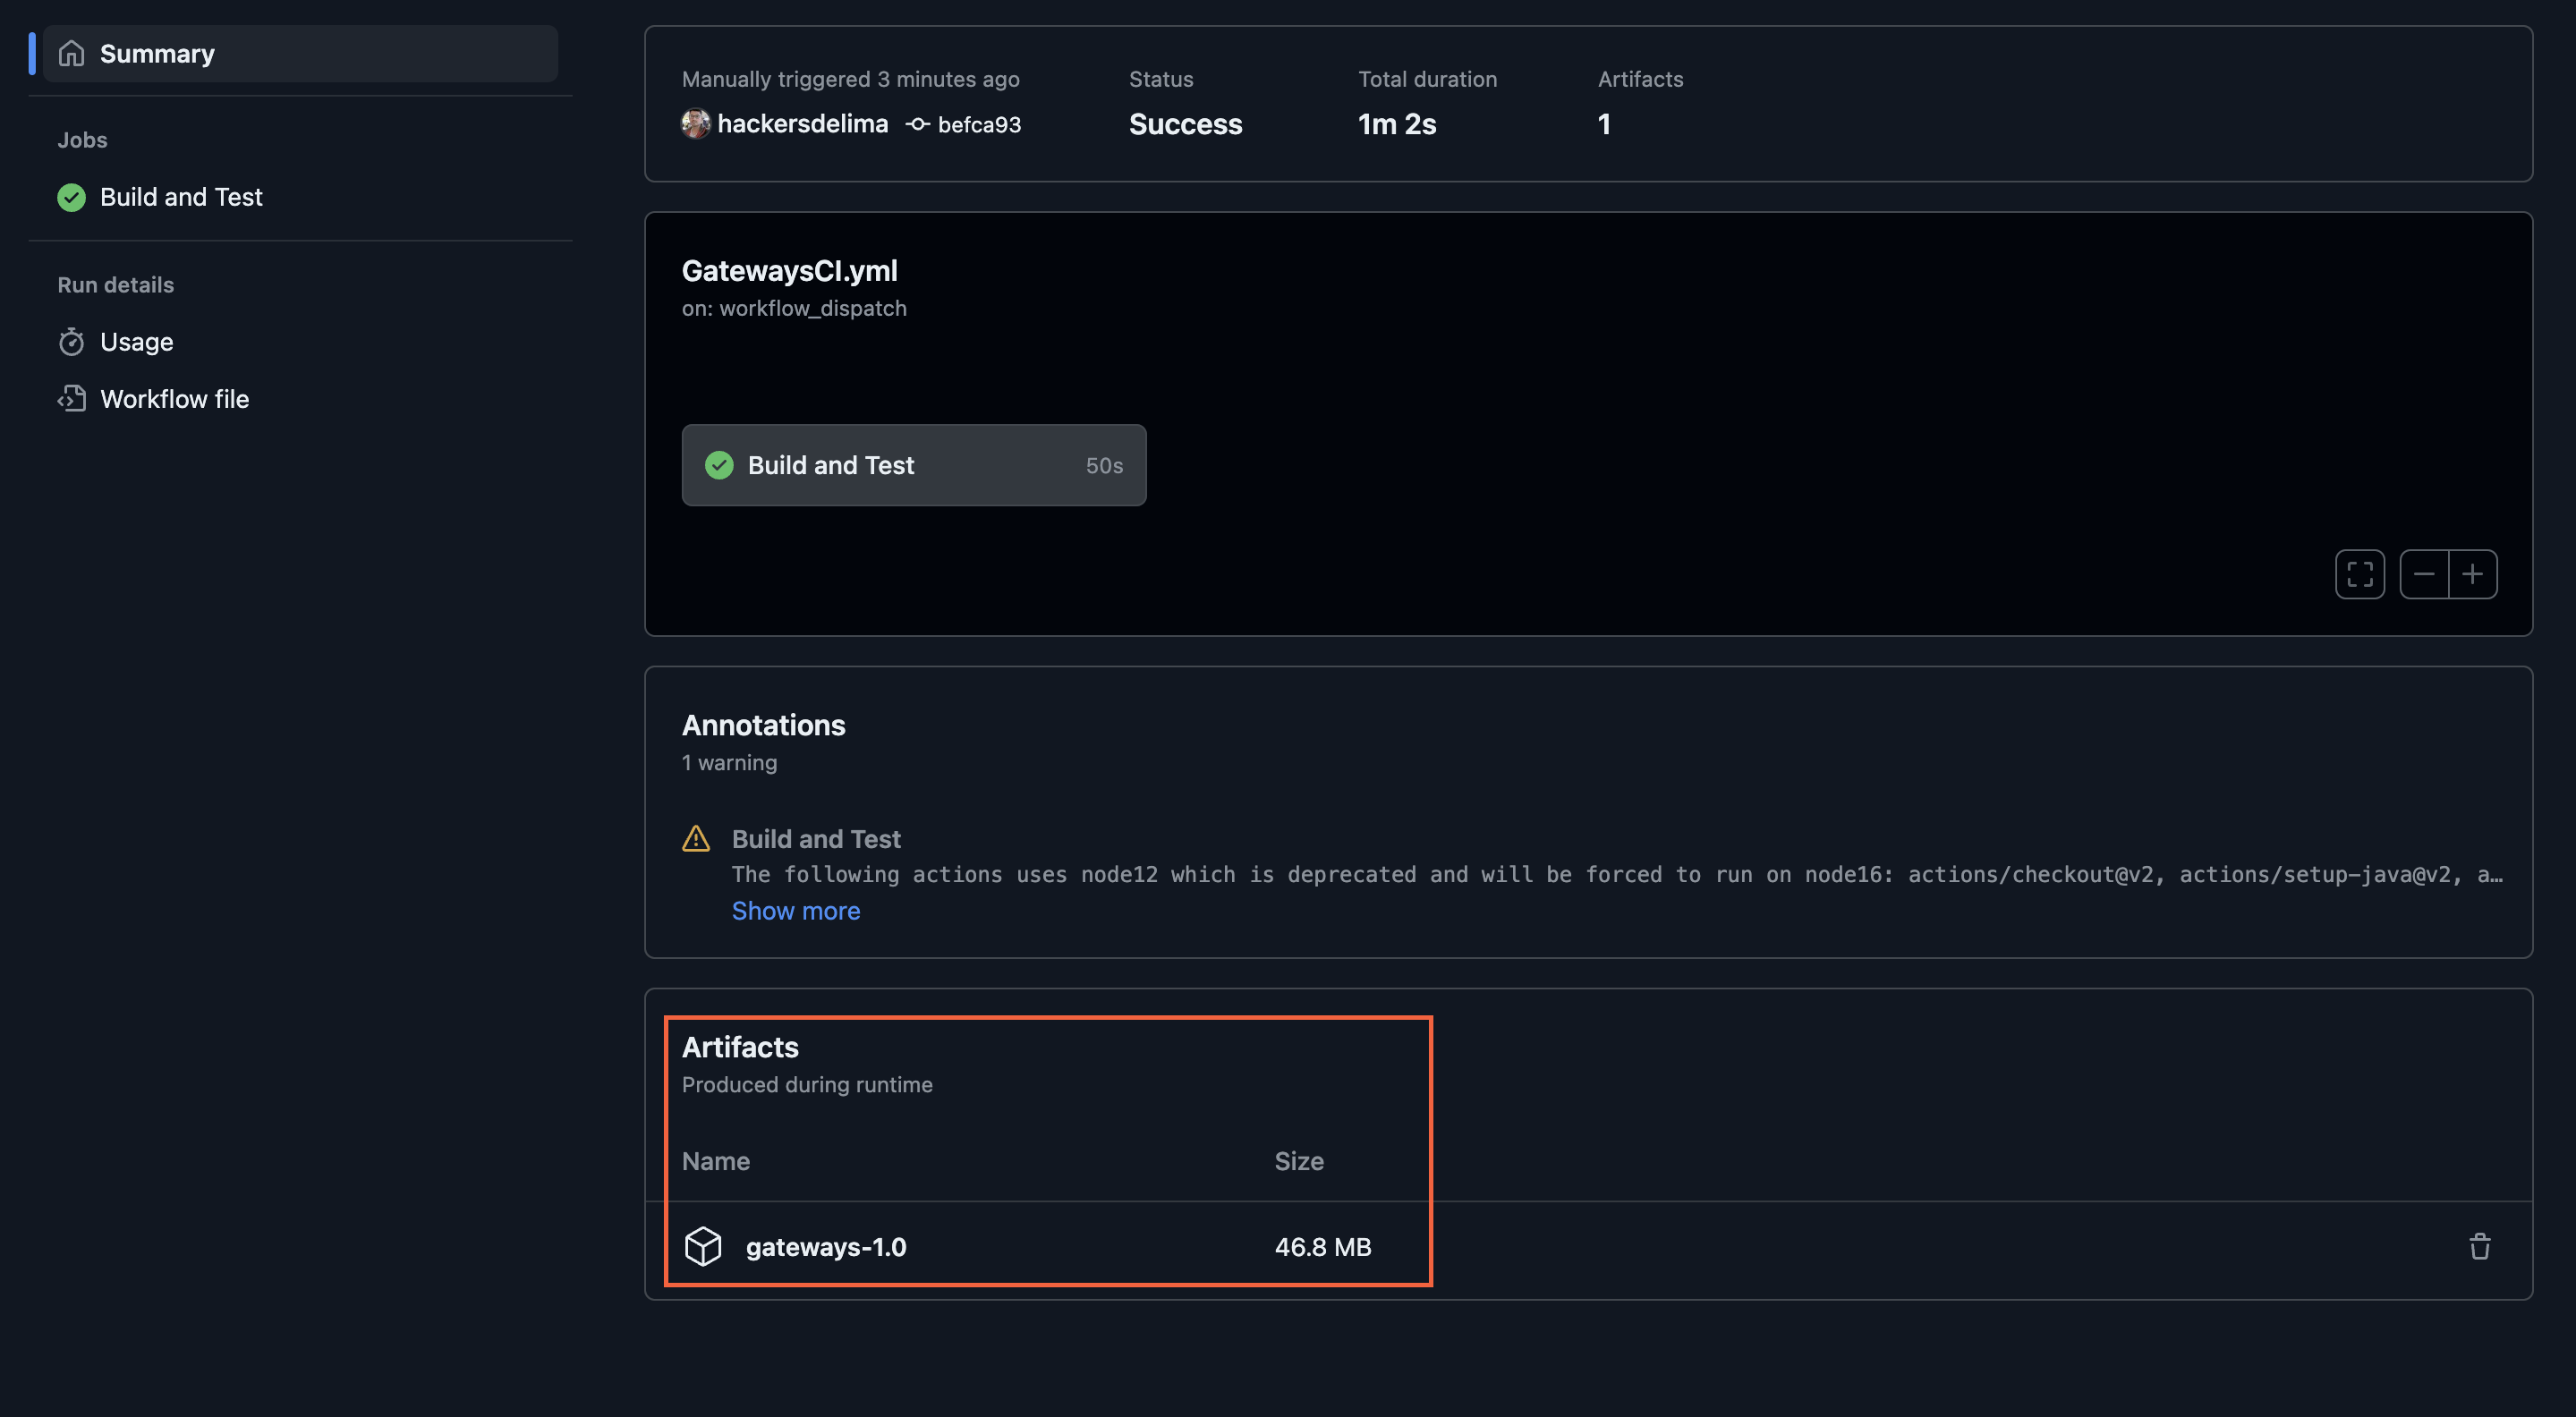 Summary
Jobs
Build and Test
Run details
Usage
Workflow file
Manually triggered 3 minutes ago
hackersdelima befca93
Status
Success
Total duration
1m 2s
Artifacts
1
GatewaysCI.yml
on: workflow_dispatch
Build and Test 50s
Annotations
1 warning
Build and Test
The following actions uses node12 which is deprecated and will be forced to run on node16: actions/checkout@v2, actions/setup-java@v2, a…
Show more
Artifacts
Produced during runtime
Name Size
gateways-1.0 46.8 MB